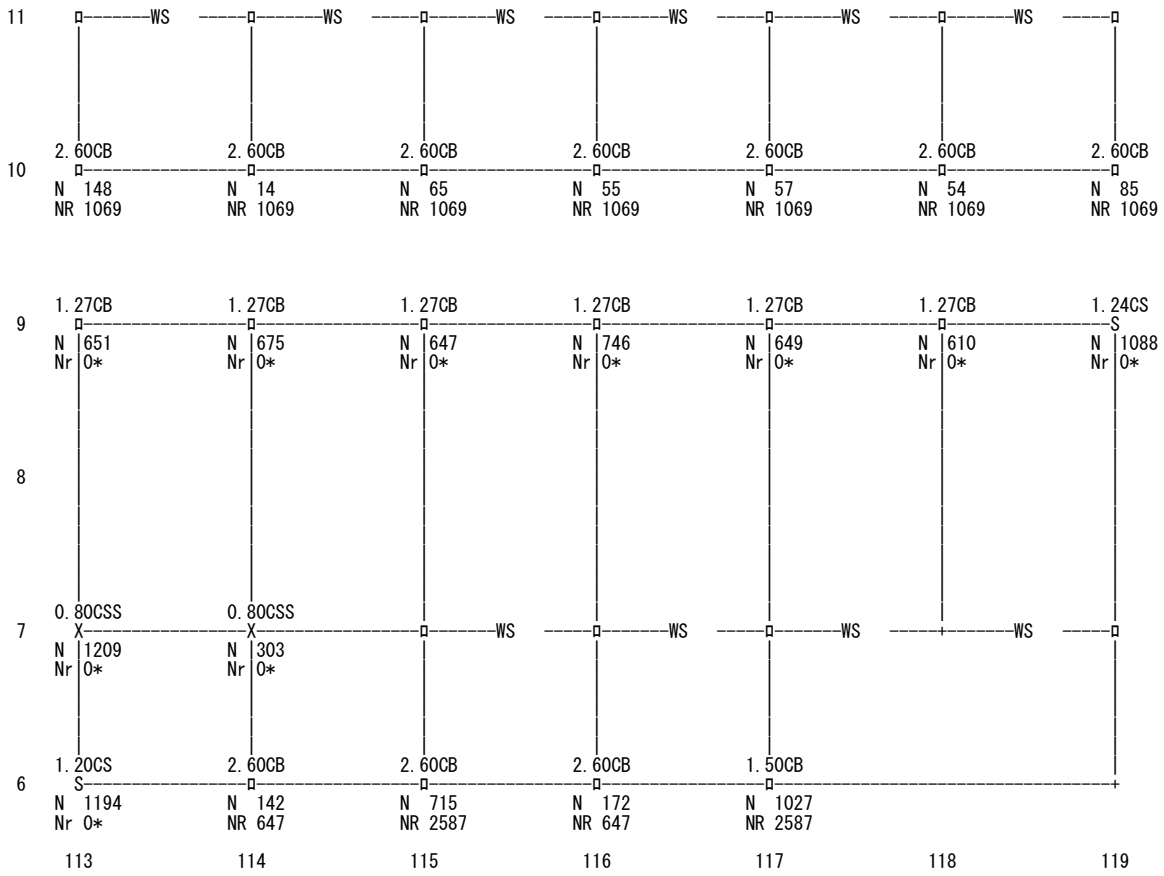 11 WS WS WS WS WS WS
2.60CB 2.60CB 2.60CB 2.60CB 2.60CB 2.60CB 2.60CB
10
N 148 N 14 N 65 N 55 N 57 N 54 N 85
NR 1069 NR 1069 NR 1069 NR 1069 NR 1069 NR 1069 NR 1069
1.27CB 1.27CB 1.27CB 1.27CB 1.27CB 1.27CB 1.24CS
9 S
N 651 N 675 N 647 N 746 N 649 N 610 N 1088
Nr 0* Nr 0* Nr 0* Nr 0* Nr 0* Nr 0* Nr 0*
8
0.80CSS 0.80CSS
7 X X WS WS WS WS
N 1209 N 303
Nr 0* Nr 0*
1.20CS 2.60CB 2.60CB 2.60CB 1.50CB
6 S
N 1194 N 142 N 715 N 172 N 1027
Nr 0* NR 647 NR 2587 NR 647 NR 2587
113 114 115 116 117 118 119